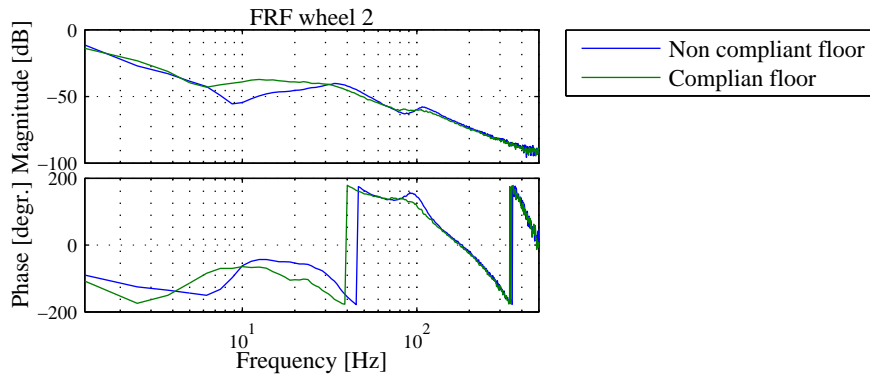 FRF wheel 2
Magnitude [dB]
0
−50
−100
Non compliant floor
Complian floor
Phase [degr.]
200
0
−200
10^1
10^2
Frequency [Hz]